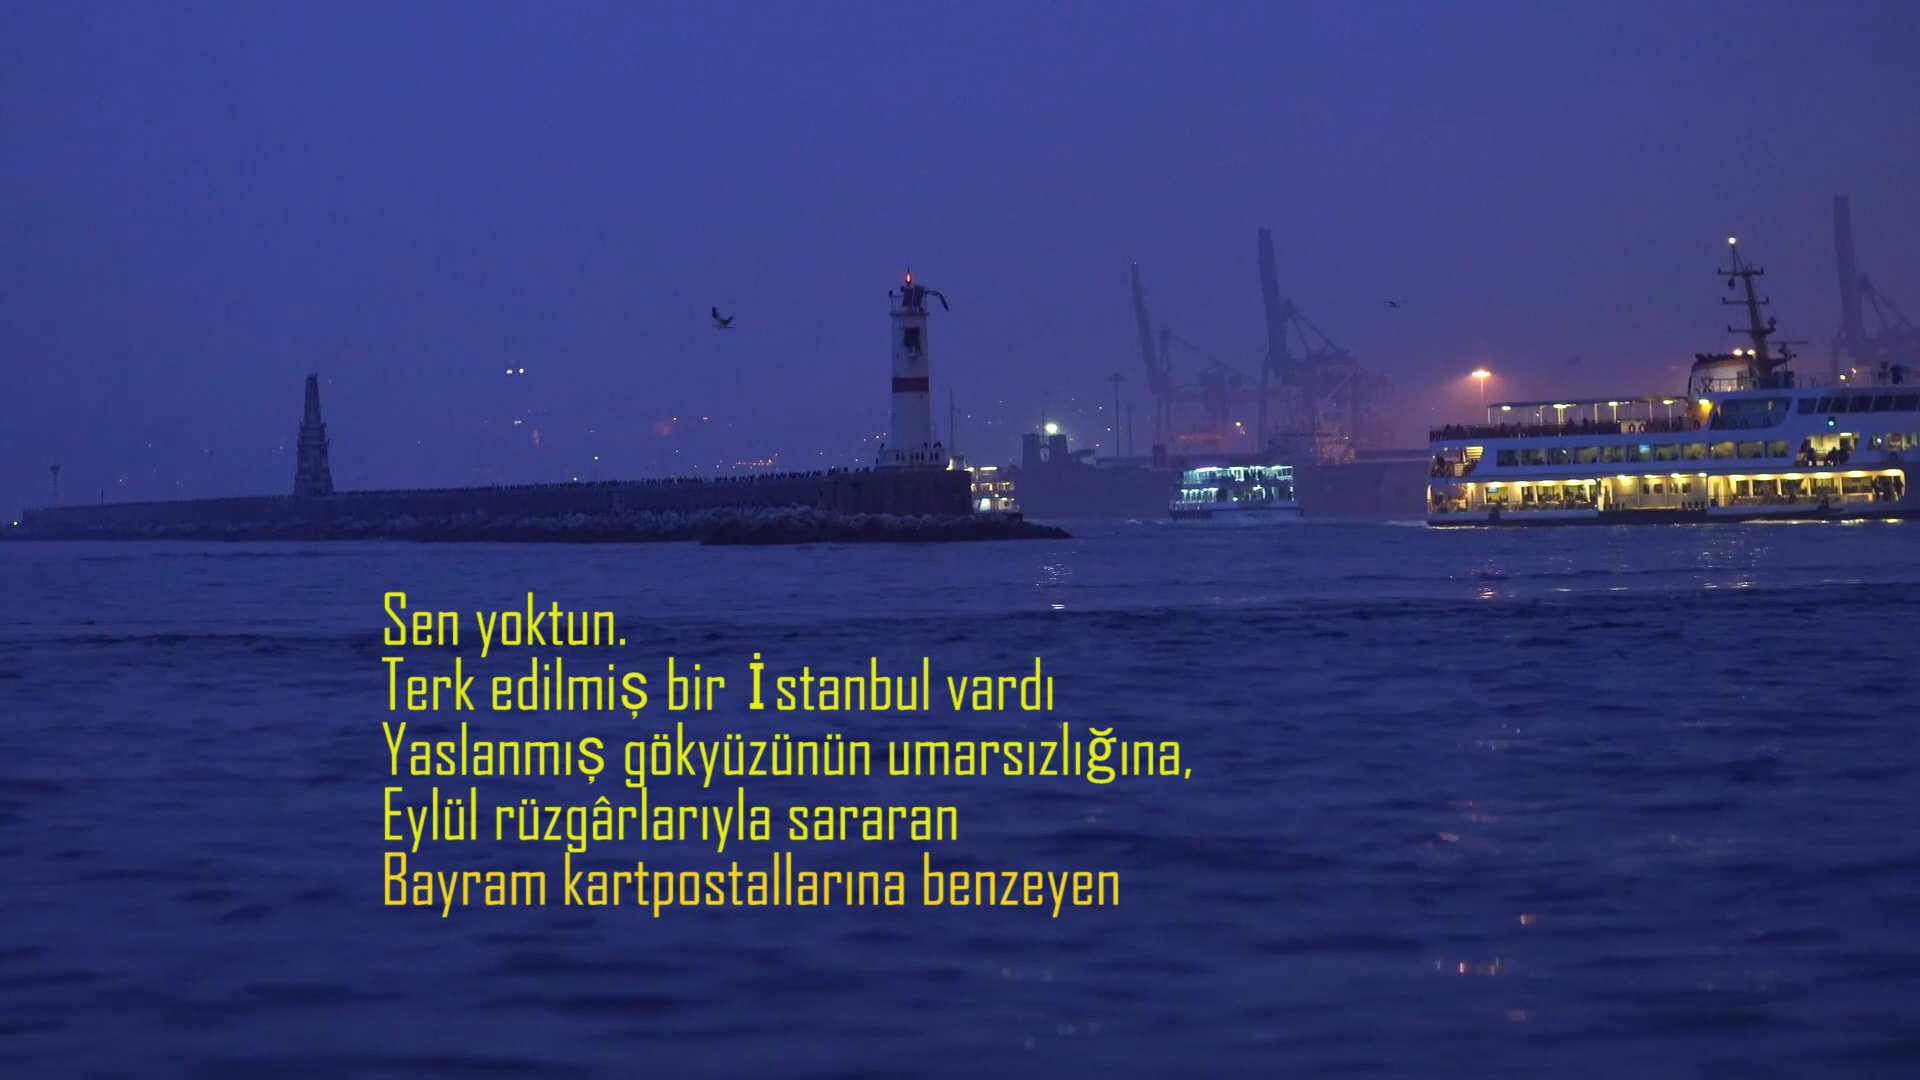 Sen yoktun.
Terk edilmiş bir İstanbul vardı
Yaslanmış gökyüzünün umarsızlığına,
Eylül rüzgârlarıyla sararan
Bayram kartpostallarına benzeyen